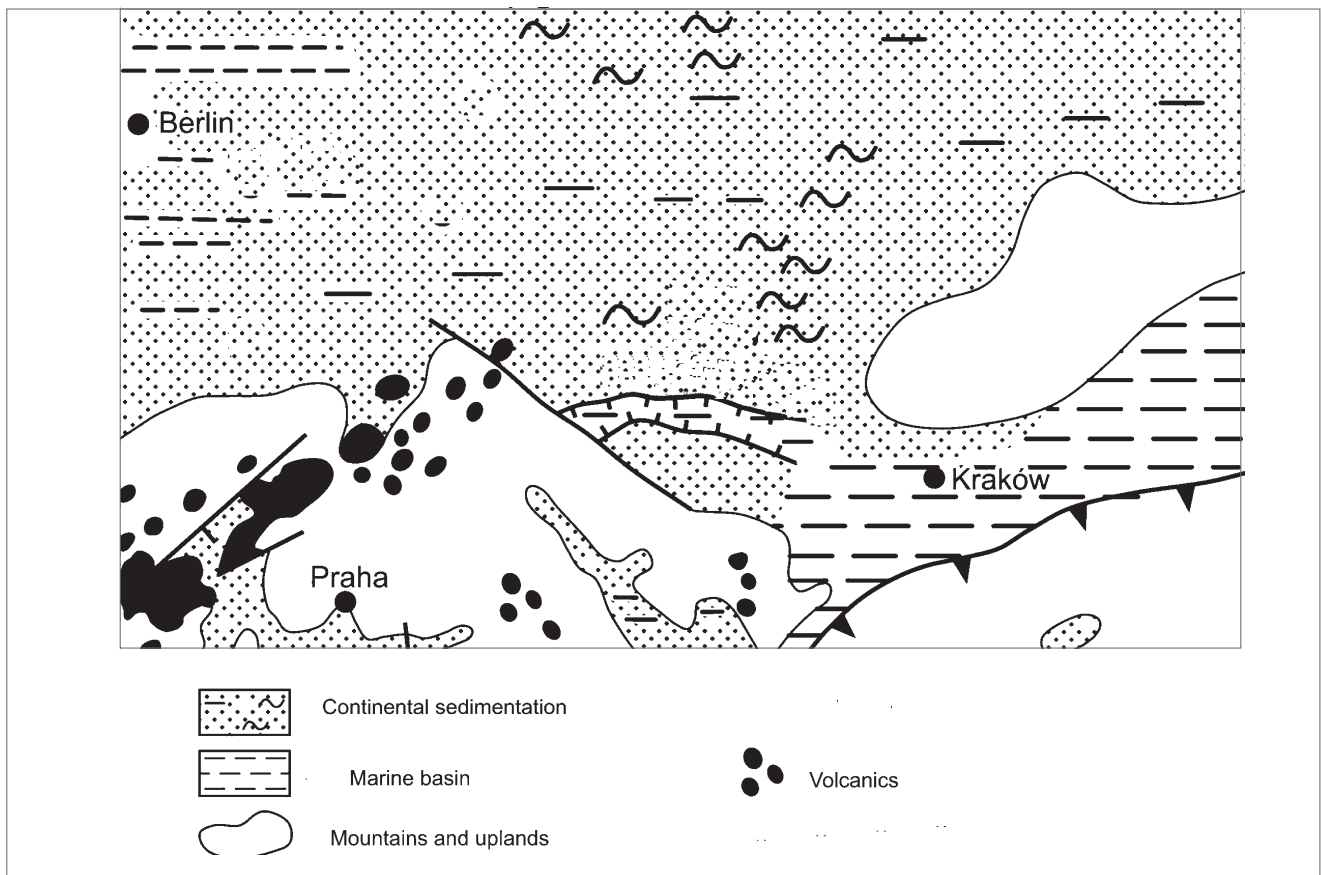 Berlin
Kraków
Praha
Continental sedimentation
Marine basin
Volcanics
Mountains and uplands